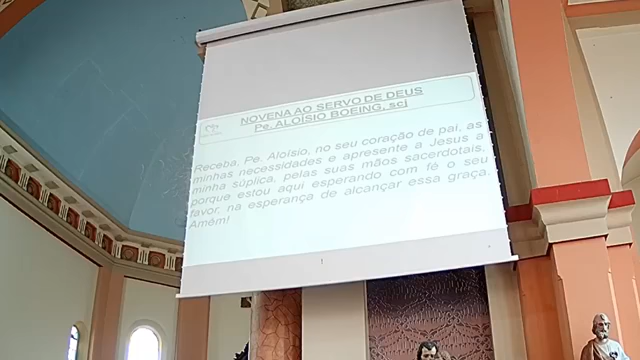 NOVENA AO SERVO DE DEUS
Pe. ALOÍSIO BOEING, scj
Receba, Pe. Aloísio, no seu coração de pai, as
minhas necessidades e apresente a Jesus a
minha súplica, pelas suas mãos sacerdotais,
porque estou aqui esperando com fé o seu
favor, na esperança de alcançar essa graça.
Amém!
1